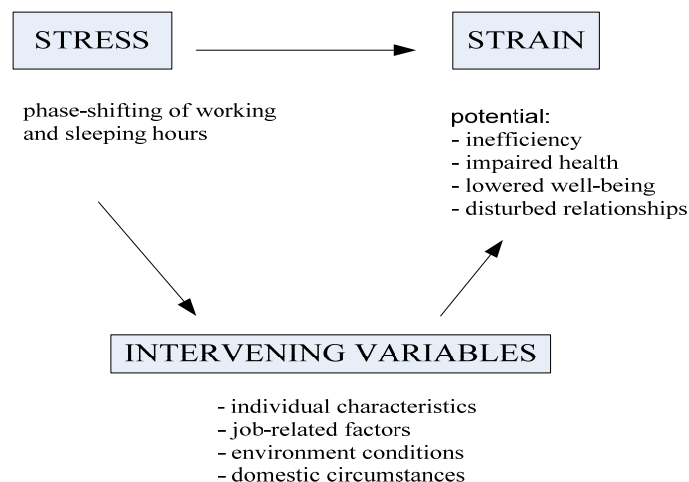 STRESS
STRAIN
phase-shifting of working
and sleeping hours
potential:
- inefficiency
- impaired health
- lowered well-being
- disturbed relationships
INTERVENING VARIABLES
- individual characteristics
- job-related factors
- environment conditions
- domestic circumstances